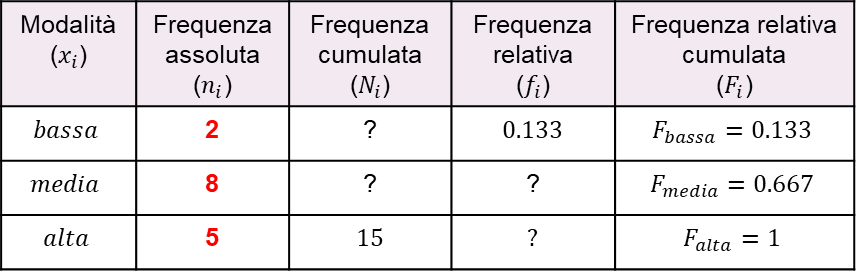 Modalità
(xᵢ)
Frequenza
assoluta
(nᵢ)
Frequenza
cumulata
(Nᵢ)
Frequenza
relativa
(fᵢ)
Frequenza relativa
cumulata
(Fᵢ)
bassa 2 ? 0.133 F_bassa = 0.133
media 8 ? ? F_media = 0.667
alta 5 15 ? F_alta = 1